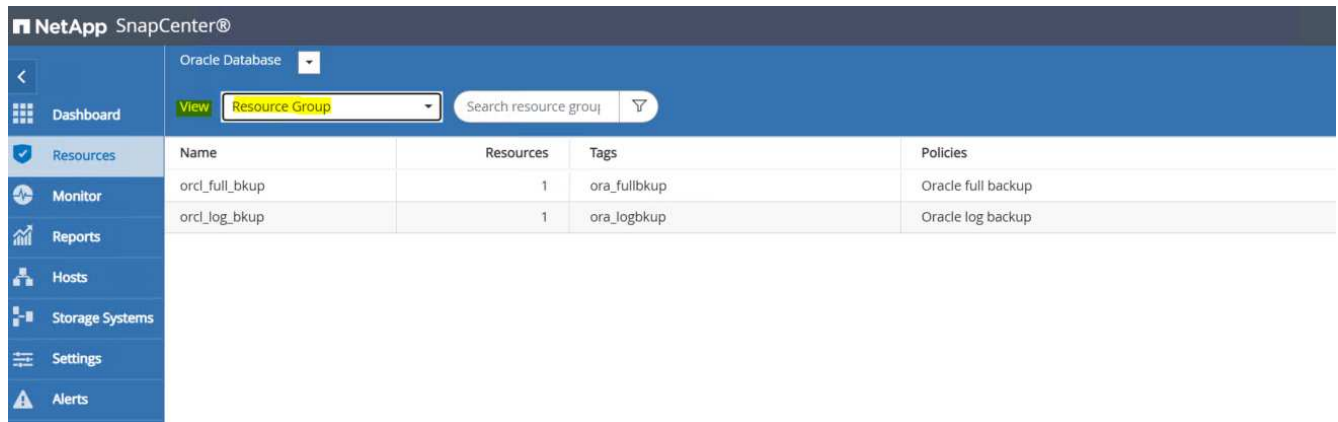 NetApp SnapCenter®
Oracle Database
View Resource Group Search resource grou
Dashboard
Resources
Monitor
Reports
Hosts
Storage Systems
Settings
Alerts
Name Resources Tags Policies
orcl_full_bkup 1 ora_fullbkup Oracle full backup
orcl_log_bkup 1 ora_logbkup Oracle log backup